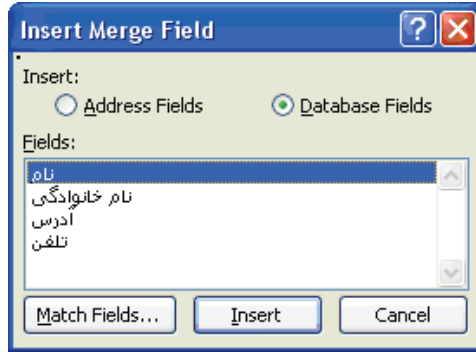 Insert Merge Field
Insert:
Address Fields Database Fields
Fields:
نام
نام خانوادگی
آدرس
تلفن
Match Fields... Insert Cancel